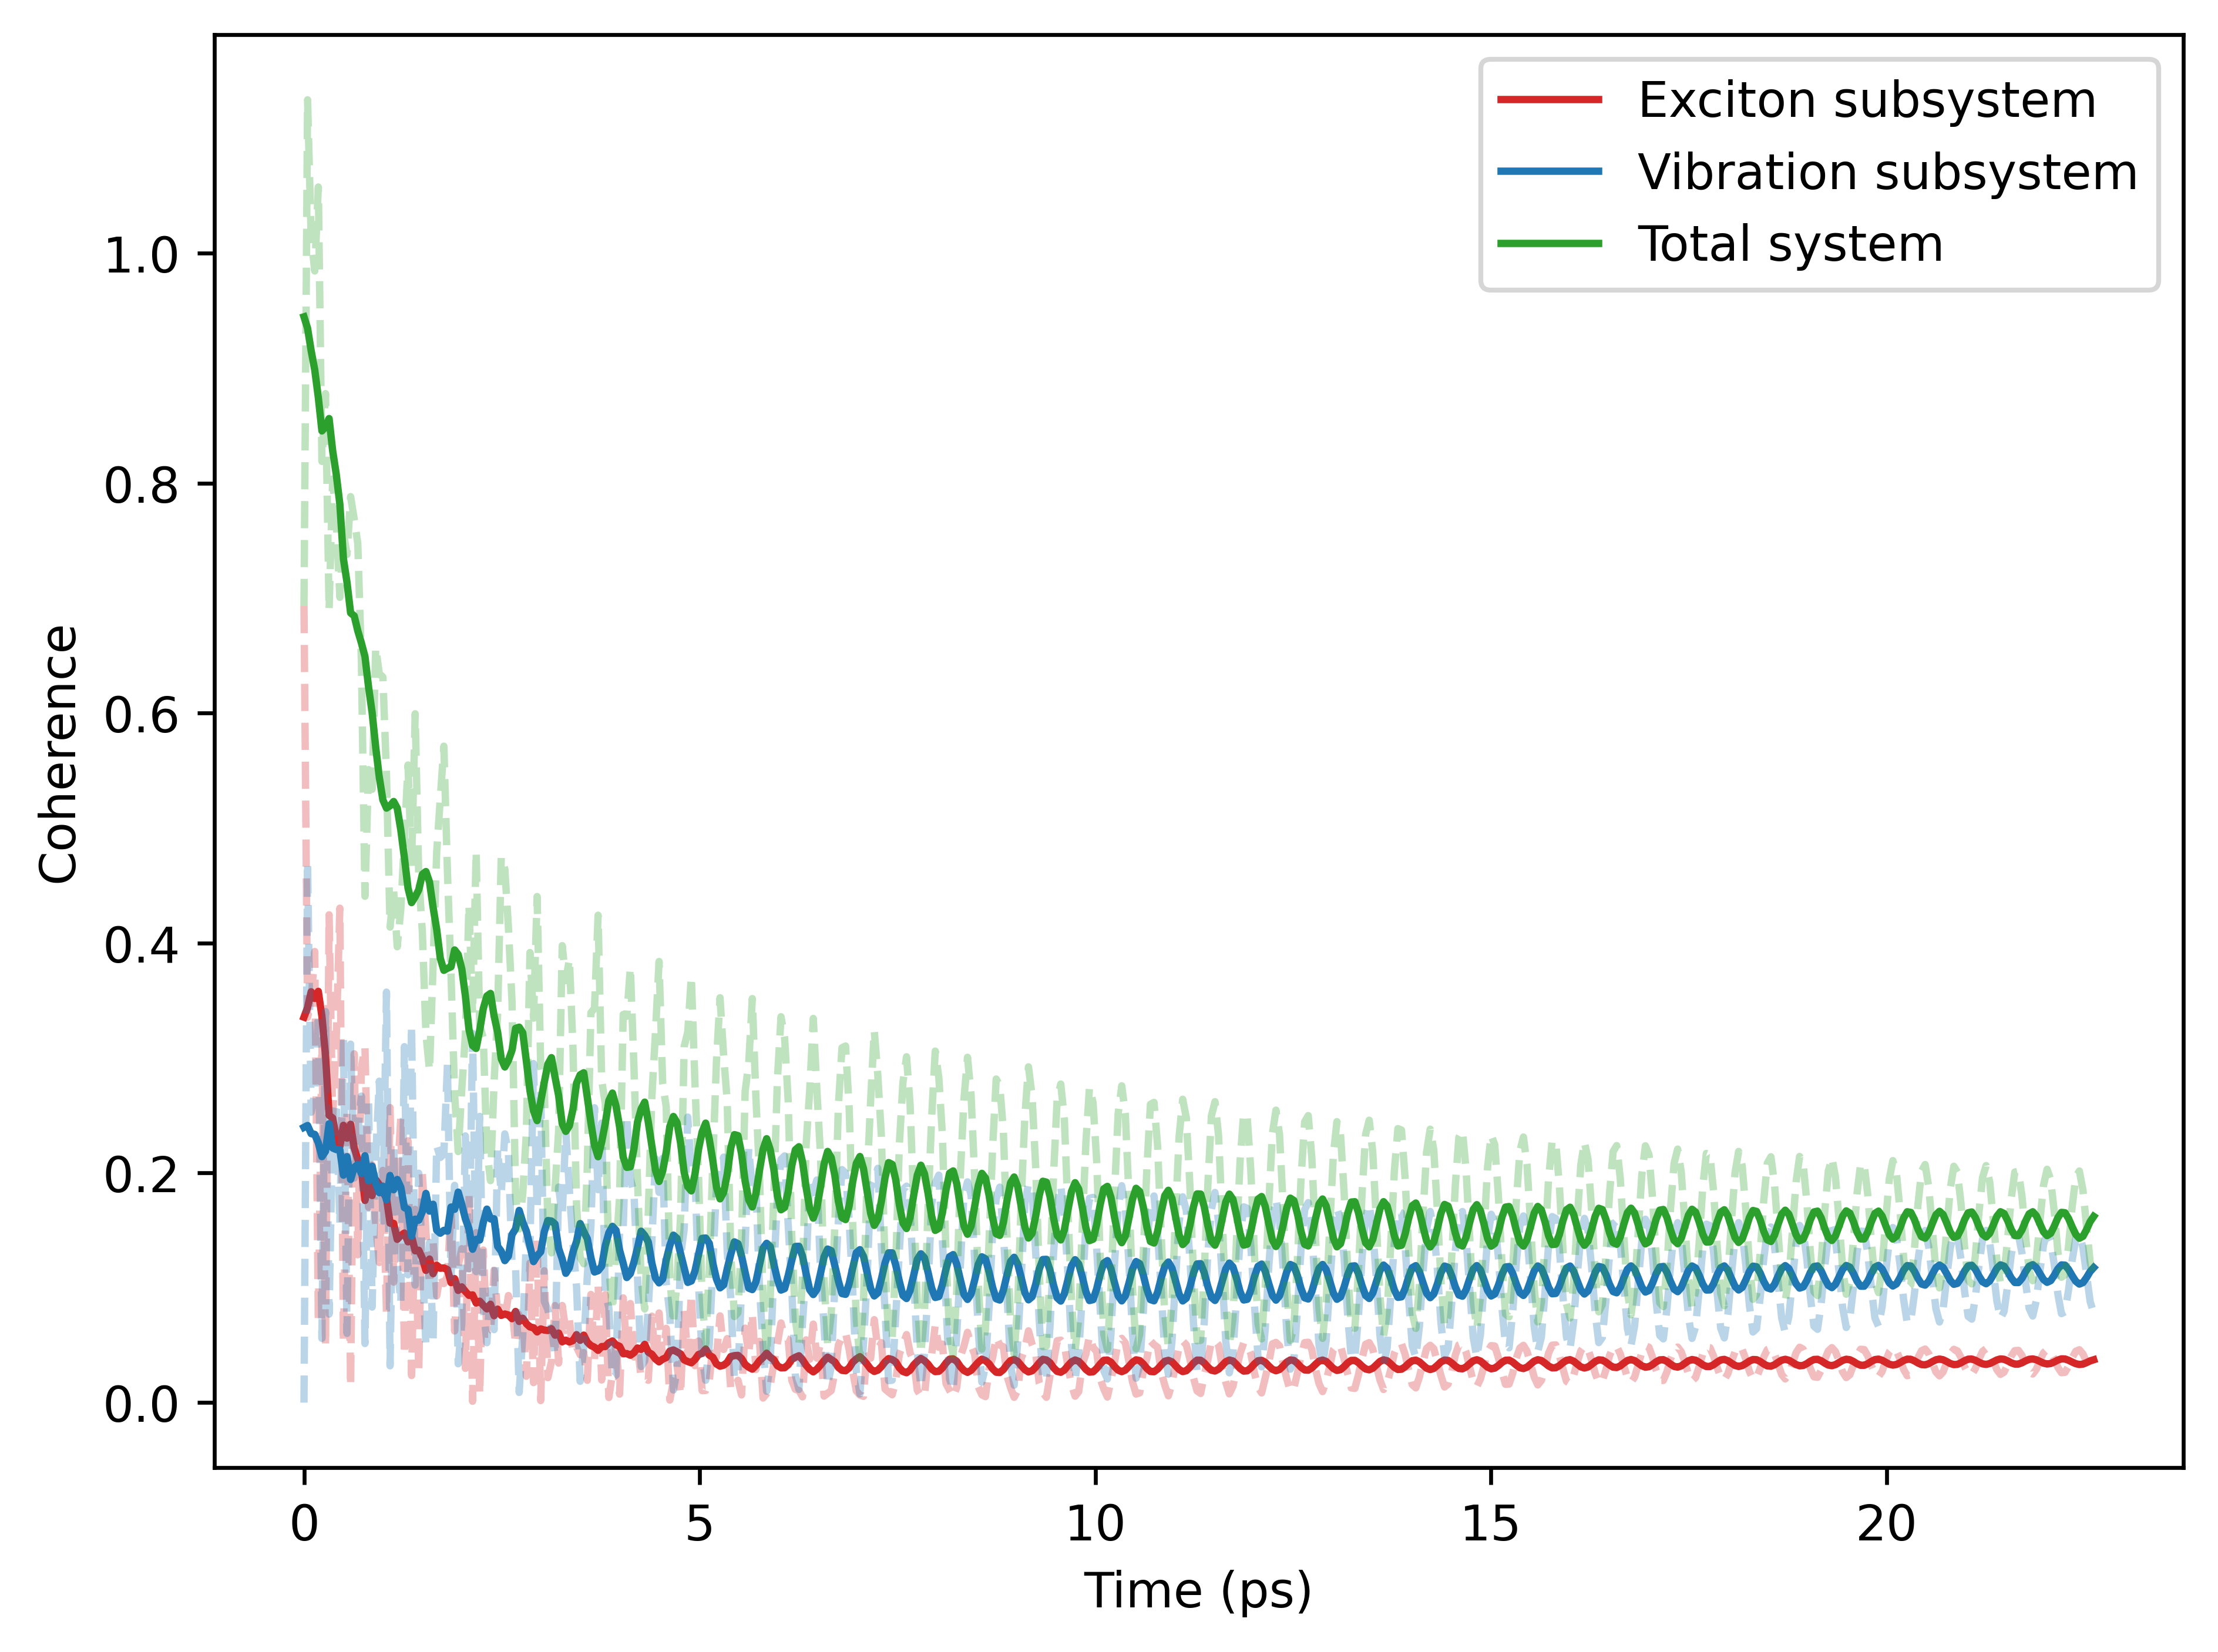 Exciton subsystem
Vibration subsystem
Total system
Coherence
1.0
0.8
0.6
0.4
0.2
0.0
0 5 10 15 20
Time (ps)